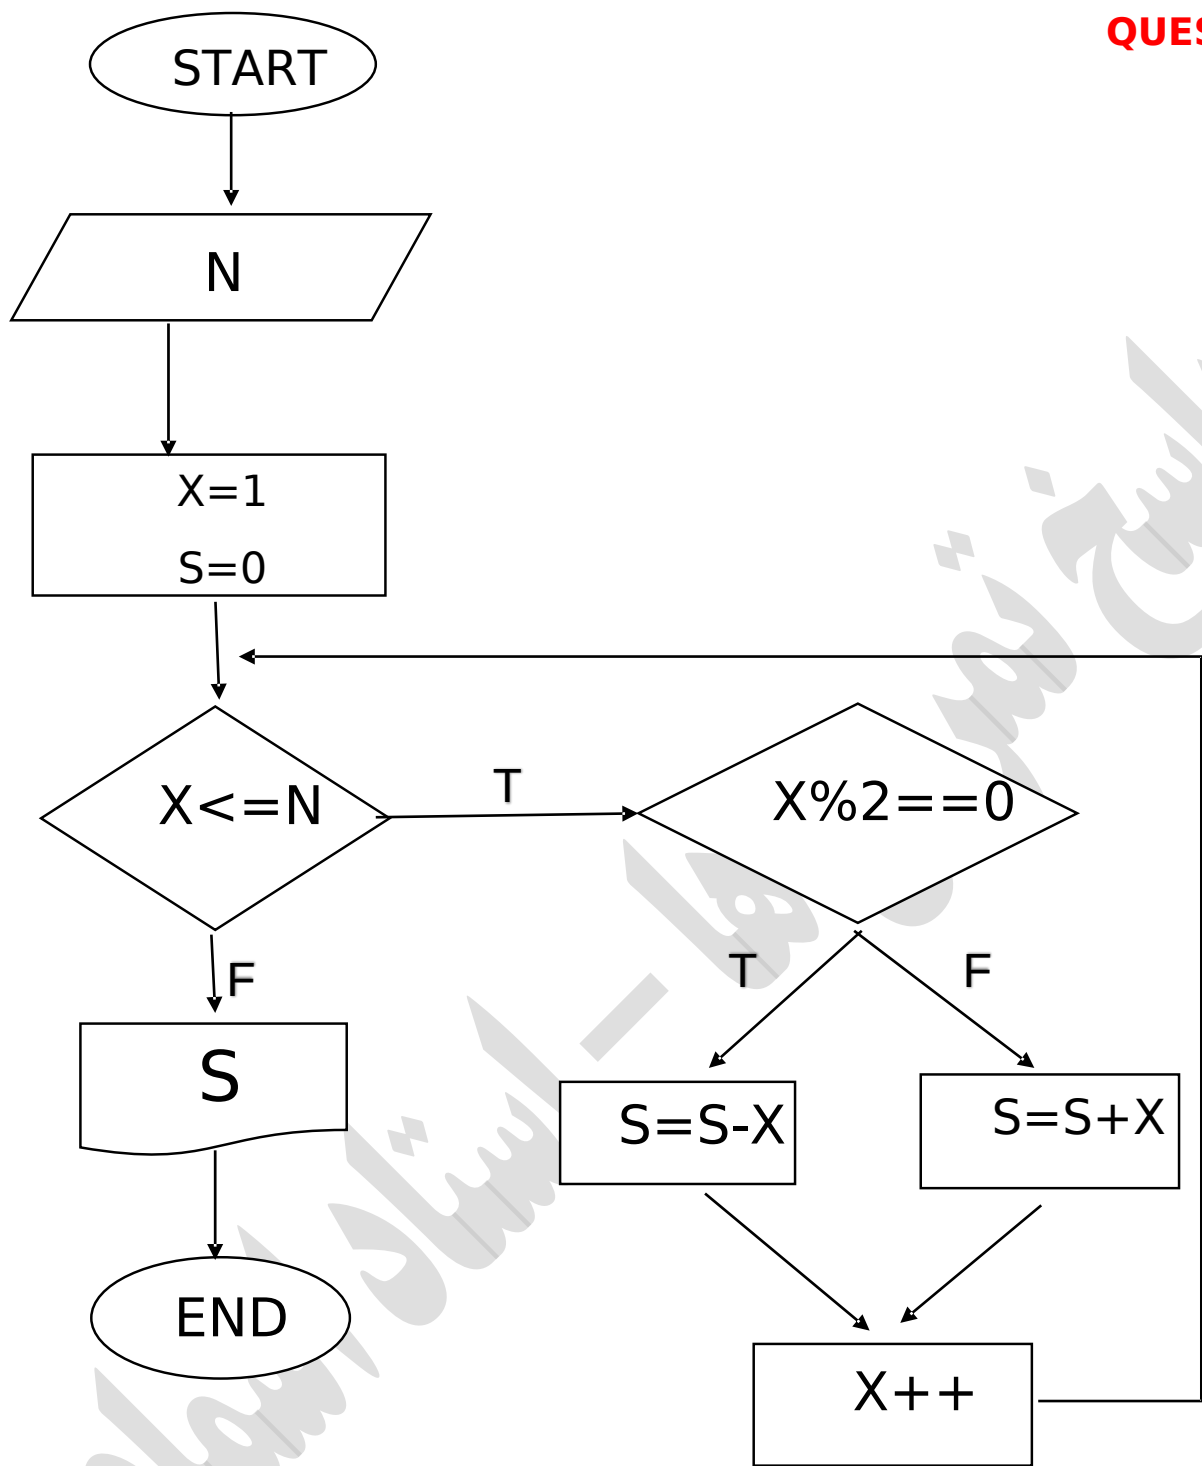 QUES
START
N
X=1
S=0
X<=N
T
X%2==0
F
T
F
S
S=S-X
S=S+X
END
X++